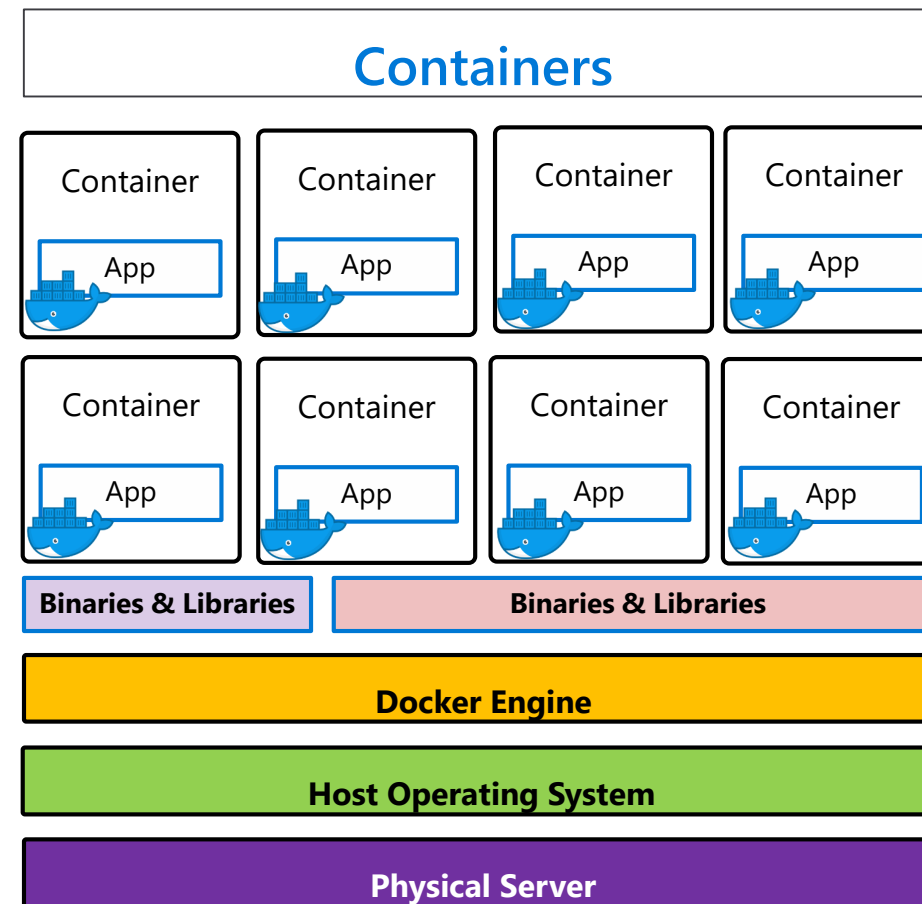 Containers
Container Container Container Container
App App App App
Container Container Container Container
App App App App
Binaries & Libraries Binaries & Libraries
Docker Engine
Host Operating System
Physical Server